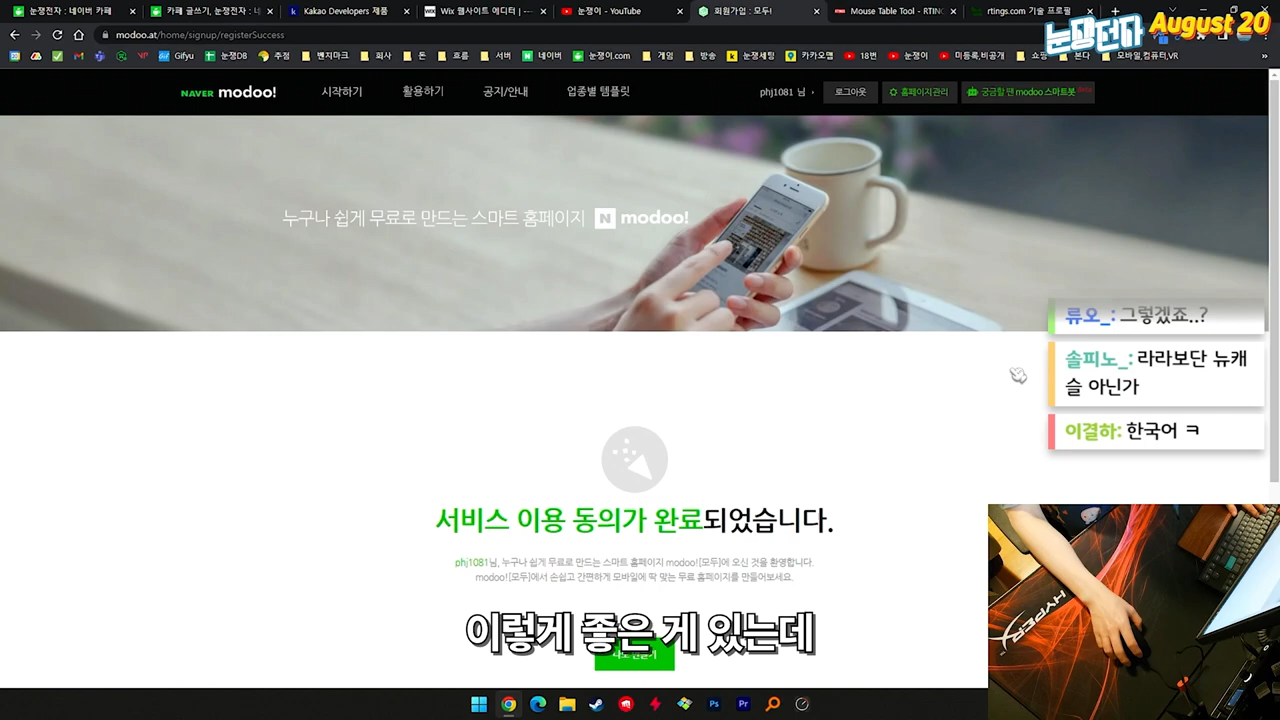 눈쟁이 : 네이버 카페
카페 글쓰기, 눈쟁전자 : 네
Kakao Developers 제품
Wix 웹사이트 에디터 | ---
눈쟁이 - YouTube
회원가입 : 모두!
Mouse Table Tool - RTING
rtings.com 기술 프로필
눈쟁전자
August 20
modoo.at/home/signup/registerSuccess
Gifyu
눈쟁DB
주점
벤치마크
회사
돈
흐름
서버
네이버
눈쟁이.com
게임
방송
눈쟁세팅
카카오맵
18번
눈쟁이
미등록,비공개
쇼핑
본다
모바일,컴퓨터,VR
NAVER modoo!
시작하기
활용하기
공지/안내
업종별 템플릿
phj1081 님
로그아웃
홈페이지관리
궁금할 땐 modoo 스마트봇 Beta
누구나 쉽게 무료로 만드는 스마트 홈페이지 N modoo!
류오_: 그렇겠죠..?
솔피노_: 라라보단 뉴캐
슬 아닌가
이결하: 한국어 ㅋ
서비스 이용 동의가 완료되었습니다.
phj1081님, 누구나 쉽게 무료로 만드는 스마트 홈페이지 modoo![모두]에 오신 것을 환영합니다.
modoo![모두]에서 손쉽고 간편하게 모바일에 딱 맞는 무료 홈페이지를 만들어보세요.
이렇게 좋은 게 있는데
HYPERX